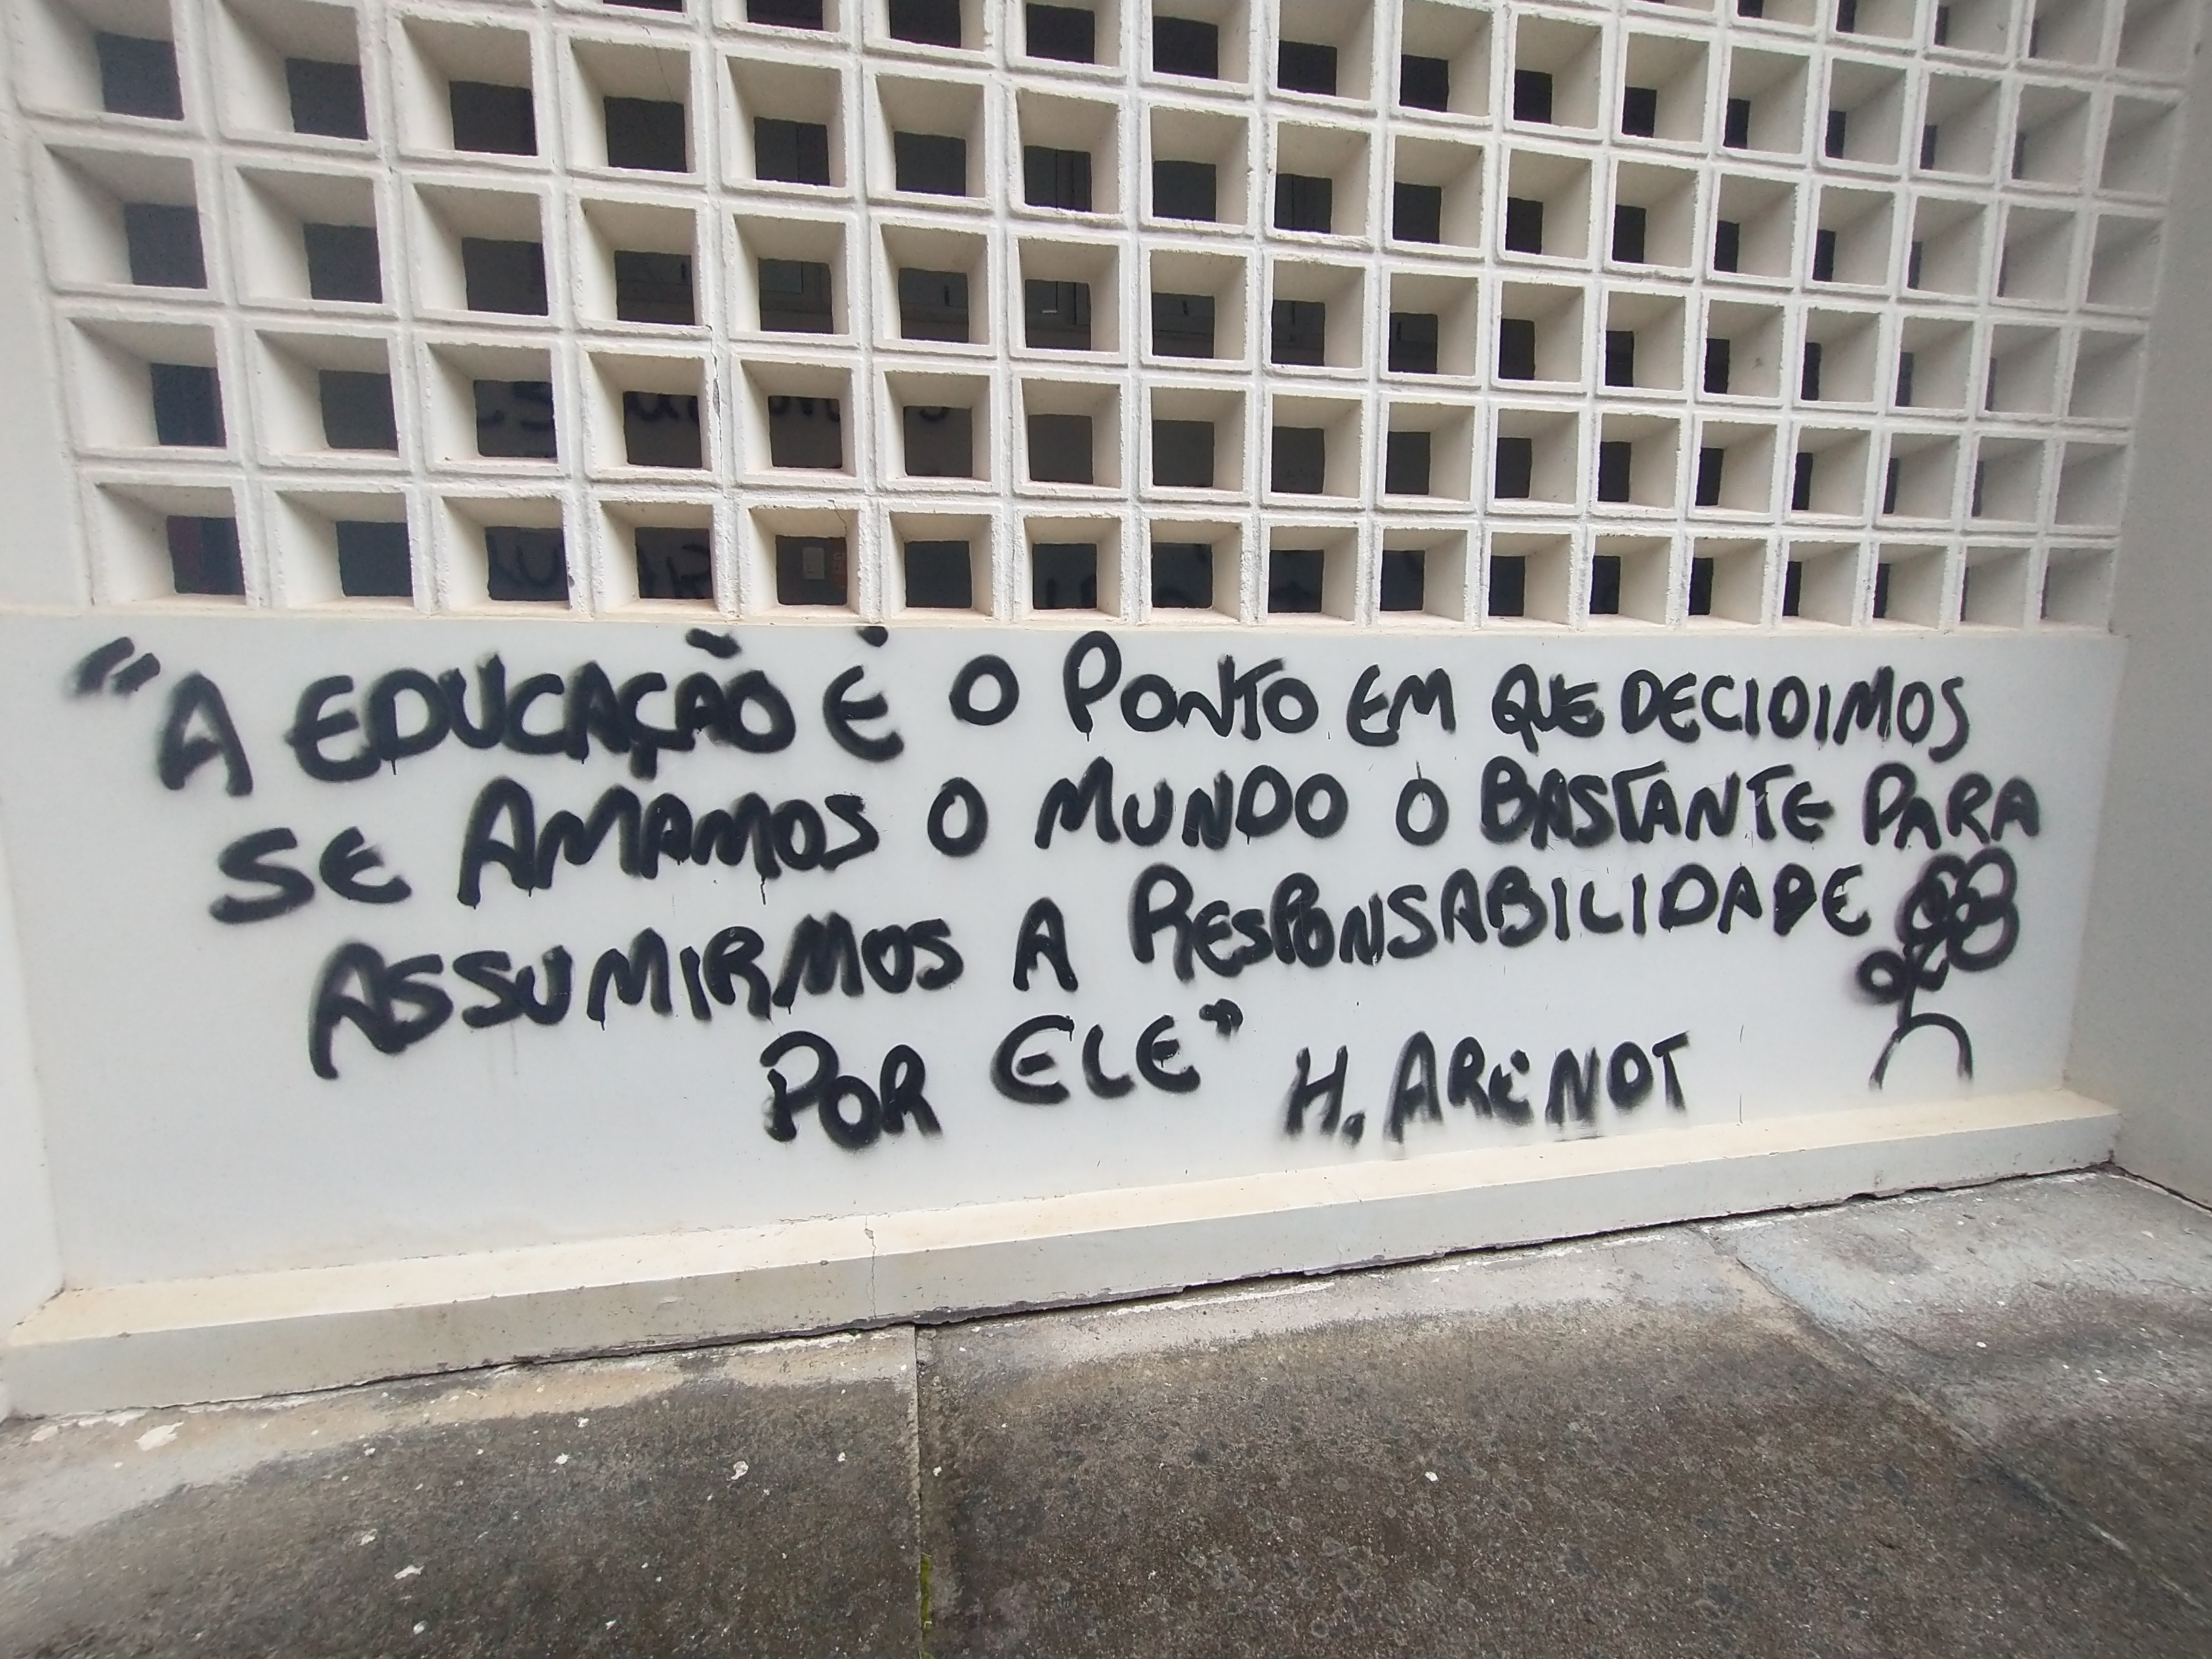 "A EDUCAÇÃO É O PONTO EM QUE DECIDIMOS
SE AMAMOS O MUNDO O BASTANTE PARA
ASSUMIRMOS A RESPONSABILIDADE
POR ELE" H. ARENDT